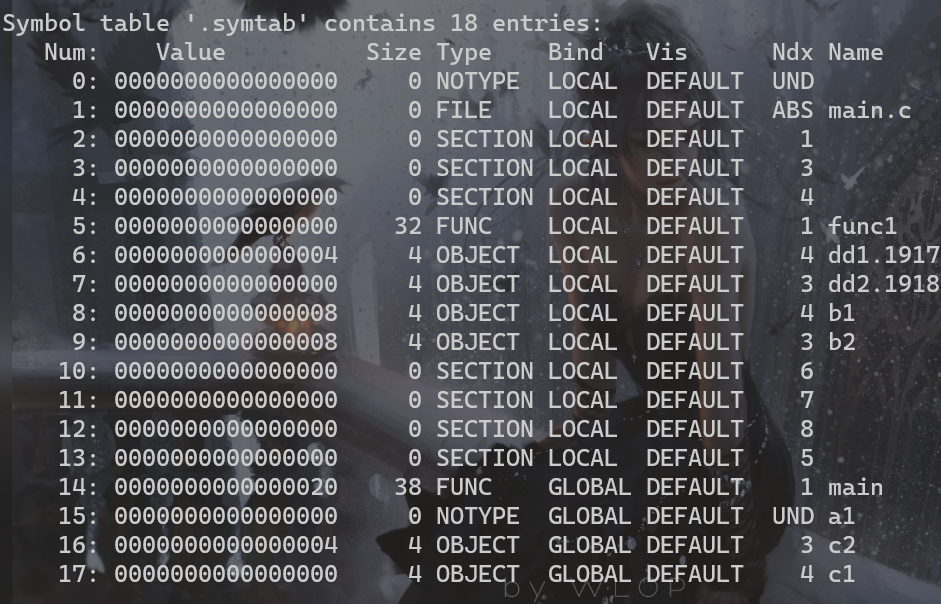 Symbol table '.symtab' contains 18 entries:
   Num:    Value          Size Type    Bind   Vis      Ndx Name
     0: 0000000000000000     0 NOTYPE  LOCAL  DEFAULT  UND
     1: 0000000000000000     0 FILE    LOCAL  DEFAULT  ABS main.c
     2: 0000000000000000     0 SECTION LOCAL  DEFAULT    1
     3: 0000000000000000     0 SECTION LOCAL  DEFAULT    3
     4: 0000000000000000     0 SECTION LOCAL  DEFAULT    4
     5: 0000000000000000    32 FUNC    LOCAL  DEFAULT    1 func1
     6: 0000000000000004     4 OBJECT  LOCAL  DEFAULT    4 dd1.1917
     7: 0000000000000000     4 OBJECT  LOCAL  DEFAULT    3 dd2.1918
     8: 0000000000000008     4 OBJECT  LOCAL  DEFAULT    4 b1
     9: 0000000000000008     4 OBJECT  LOCAL  DEFAULT    3 b2
    10: 0000000000000000     0 SECTION LOCAL  DEFAULT    6
    11: 0000000000000000     0 SECTION LOCAL  DEFAULT    7
    12: 0000000000000000     0 SECTION LOCAL  DEFAULT    8
    13: 0000000000000000     0 SECTION LOCAL  DEFAULT    5
    14: 0000000000000020    38 FUNC    GLOBAL DEFAULT    1 main
    15: 0000000000000000     0 NOTYPE  GLOBAL DEFAULT  UND a1
    16: 0000000000000004     4 OBJECT  GLOBAL DEFAULT    3 c2
    17: 0000000000000000     4 OBJECT  GLOBAL DEFAULT    4 c1
by WLOP